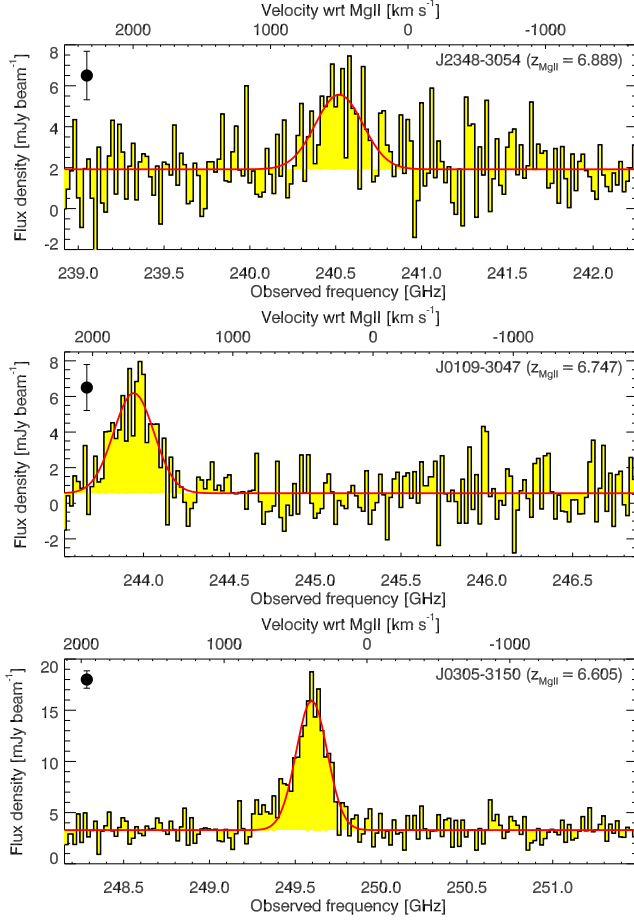 Velocity wrt MgII [km s⁻¹]
2000 1000 0 -1000
J2348-3054 (z_MgII = 6.889)
Flux density [mJy beam⁻¹]
8
6
4
2
0
-2
239.0 239.5 240.0 240.5 241.0 241.5 242.0
Observed frequency [GHz]
Velocity wrt MgII [km s⁻¹]
2000 1000 0 -1000
J0109-3047 (z_MgII = 6.747)
Flux density [mJy beam⁻¹]
8
6
4
2
0
-2
244.0 244.5 245.0 245.5 246.0 246.5
Observed frequency [GHz]
Velocity wrt MgII [km s⁻¹]
2000 1000 0 -1000
J0305-3150 (z_MgII = 6.605)
Flux density [mJy beam⁻¹]
20
15
10
5
0
248.5 249.0 249.5 250.0 250.5 251.0
Observed frequency [GHz]